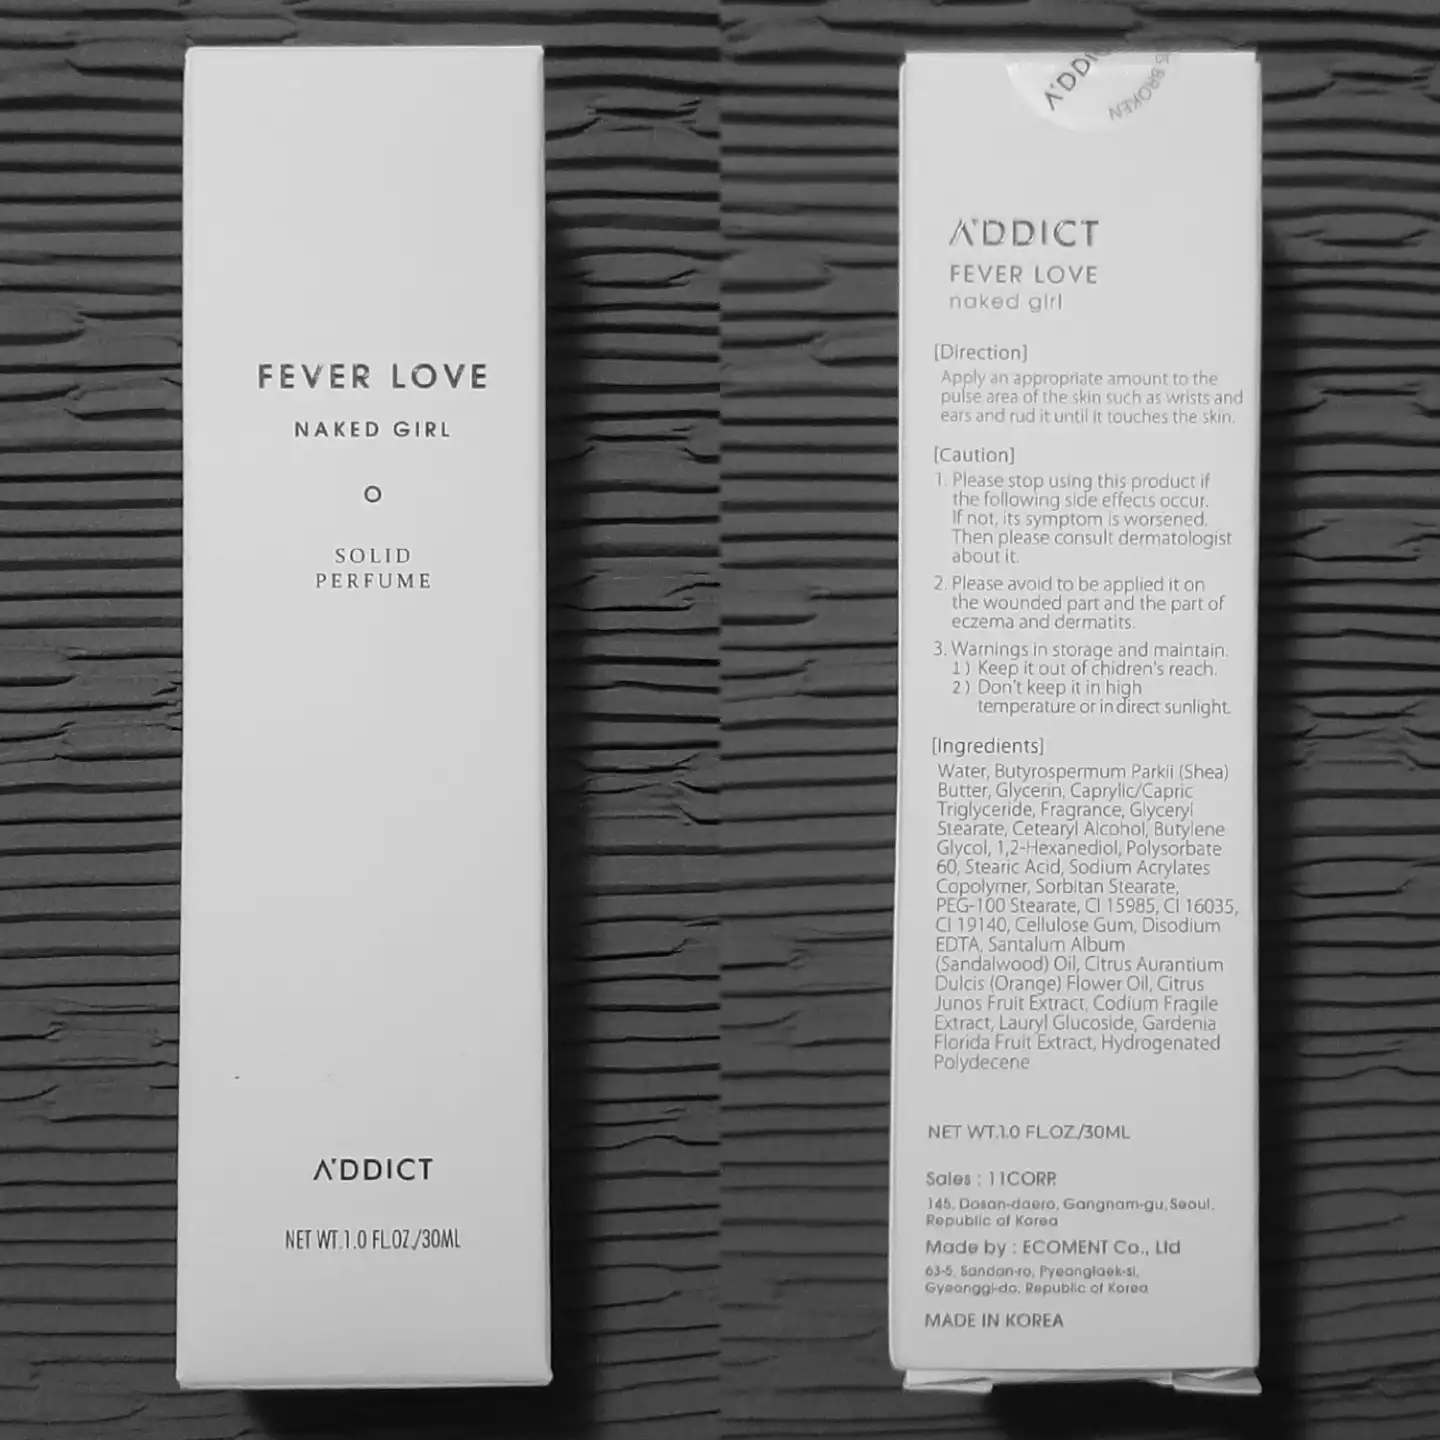 FEVER LOVE
NAKED GIRL
SOLID
PERFUME
A'DDICT
NET WT.1.0 FL.OZ./30ML
A'DDI
BROKEN
A'DDICT
FEVER LOVE
naked girl
[Direction]
Apply an appropriate amount to the
pulse area of the skin such as wrists and
ears and rud it until it touches the skin.
[Caution]
1. Please stop using this product if
the following side effects occur.
If not, its symptom is worsened.
Then please consult dermatologist
about it.
2. Please avoid to be applied it on
the wounded part and the part of
eczema and dermatits.
3. Warnings in storage and maintain.
1) Keep it out of chidren's reach.
2) Don't keep it in high
temperature or in direct sunlight.
[Ingredients]
Water, Butyrospermum Parkii (Shea)
Butter, Glycerin, Caprylic/Capric
Triglyceride, Fragrance, Glyceryl
Stearate, Cetearyl Alcohol, Butylene
Glycol, 1,2-Hexanediol, Polysorbate
60, Stearic Acid, Sodium Acrylates
Copolymer, Sorbitan Stearate,
PEG-100 Stearate, CI 15985, CI 16035,
CI 19140, Cellulose Gum, Disodium
EDTA, Santalum Album
(Sandalwood) Oil, Citrus Aurantium
Dulcis (Orange) Flower Oil, Citrus
Junos Fruit Extract, Codium Fragile
Extract, Lauryl Glucoside, Gardenia
Florida Fruit Extract, Hydrogenated
Polydecene
NET WT.1.0 FL.OZ./30ML
Sales : 11CORP.
145, Dosan-daero, Gangnam-gu, Seoul,
Republic of Korea
Made by : ECOMENT Co., Ltd
63-5, Sandan-ro, Pyeongtaek-si,
Gyeonggi-do, Republic of Korea
MADE IN KOREA